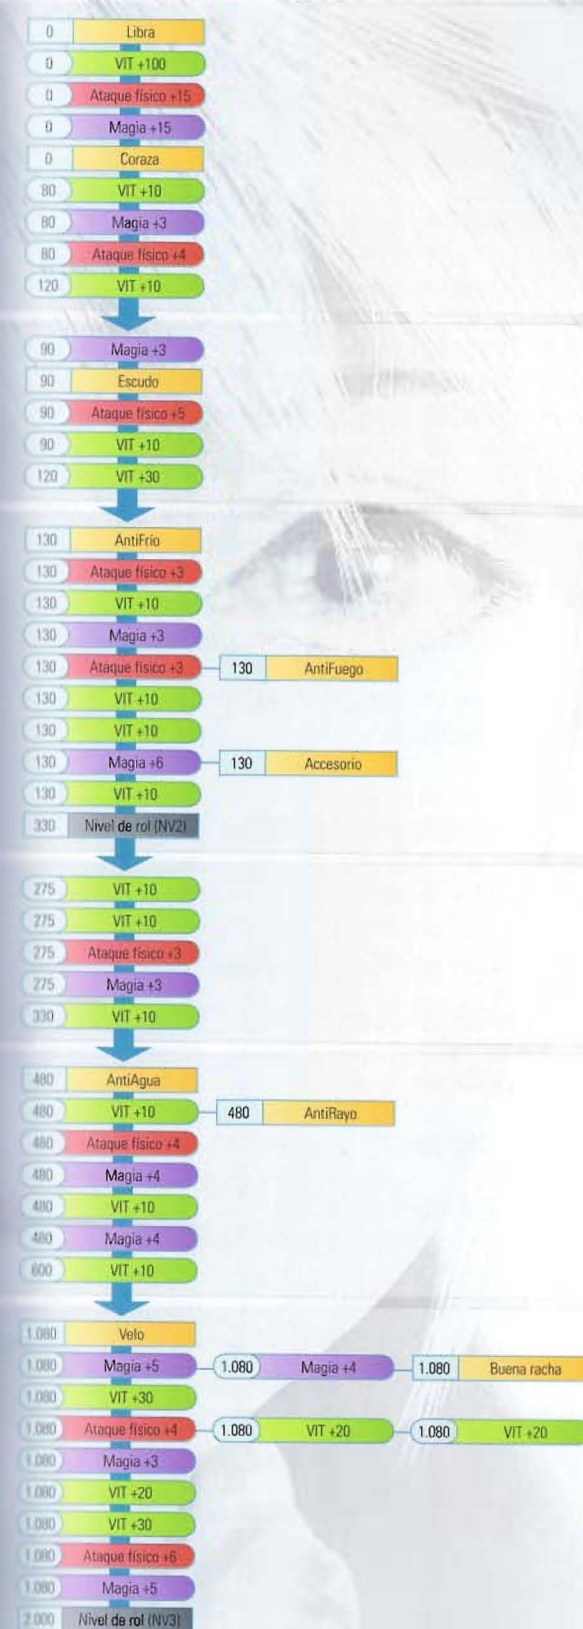 0 Libra
0 VIT +100
0 Ataque físico +15
0 Magia +15
0 Coraza
80 VIT +10
80 Magia +3
80 Ataque físico +4
120 VIT +10
90 Magia +3
90 Escudo
90 Ataque físico +5
90 VIT +10
120 VIT +30
130 AntiFrío
130 Ataque físico +3
130 VIT +10
130 Magia +3
130 Ataque físico +3 130 AntiFuego
130 VIT +10
130 VIT +10
130 Magia +6 130 Accesorio
130 VIT +10
330 Nivel de rol (NV2)
275 VIT +10
275 VIT +10
275 Ataque físico +3
275 Magia +3
330 VIT +10
480 AntiAgua
480 VIT +10 480 AntiRayo
480 Ataque físico +4
480 Magia +4
480 VIT +10
480 Magia +4
600 VIT +10
1.080 Velo
1.080 Magia +5 1.080 Magia +4 1.080 Buena racha
1.080 VIT +30
1.080 Ataque físico +4 1.080 VIT +20 1.080 VIT +20
1.080 Magia +3
1.080 VIT +20
1.080 VIT +30
1.080 Ataque físico +6
1.080 Magia +5
2.000 Nivel de rol (NV3)